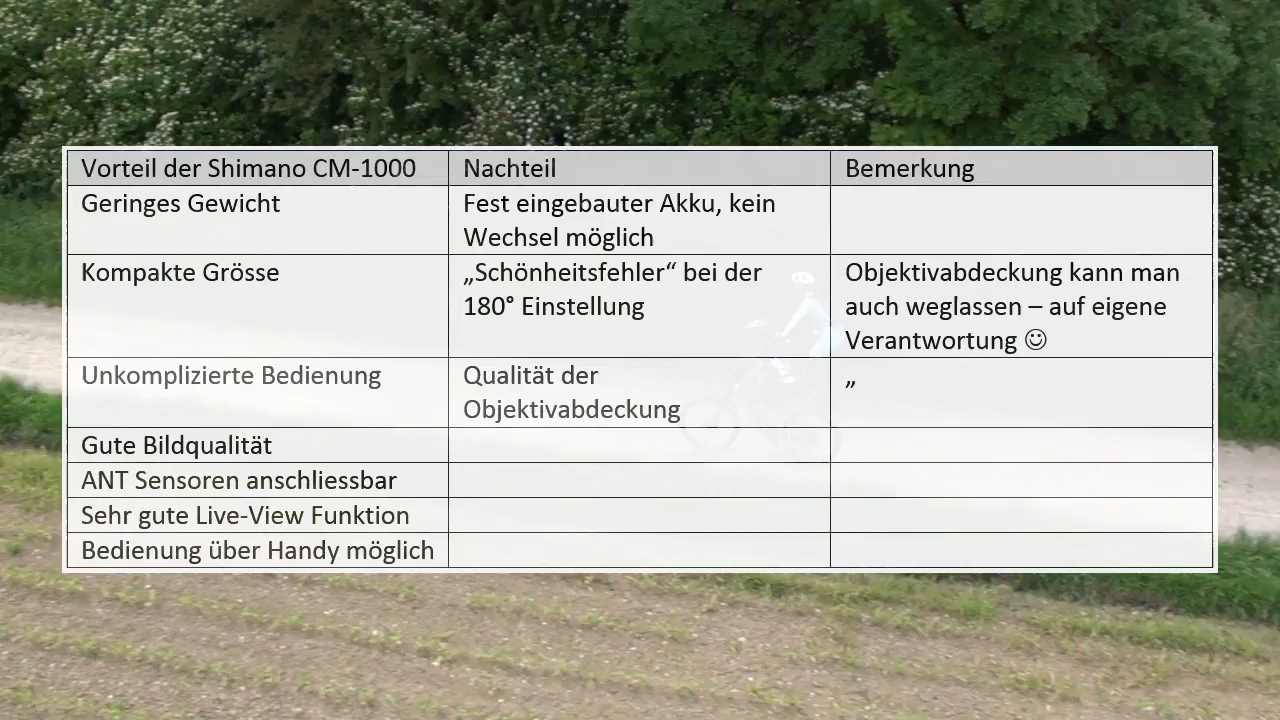 Vorteil der Shimano CM-1000 Nachteil Bemerkung
Geringes Gewicht Fest eingebauter Akku, kein
Wechsel möglich
Kompakte Grösse „Schönheitsfehler“ bei der Objektivabdeckung kann man
180° Einstellung auch weglassen – auf eigene
Verantwortung ☺
Unkomplizierte Bedienung Qualität der „
Objektivabdeckung
Gute Bildqualität
ANT Sensoren anschliessbar
Sehr gute Live-View Funktion
Bedienung über Handy möglich